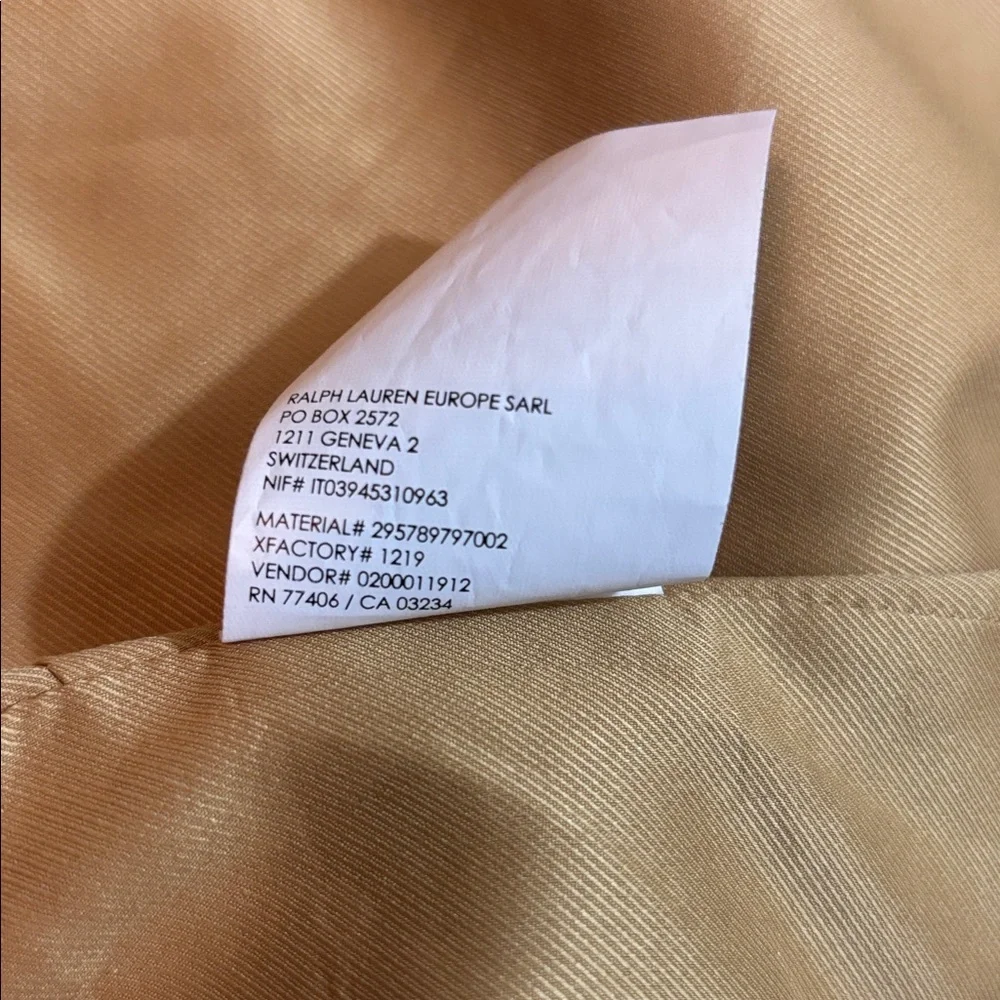 RALPH LAUREN EUROPE SARL
PO BOX 2572
1211 GENEVA 2
SWITZERLAND
NIF# IT03945310963
MATERIAL# 295789797002
XFACTORY# 1219
VENDOR# 0200011912
RN 77406 / CA 03234